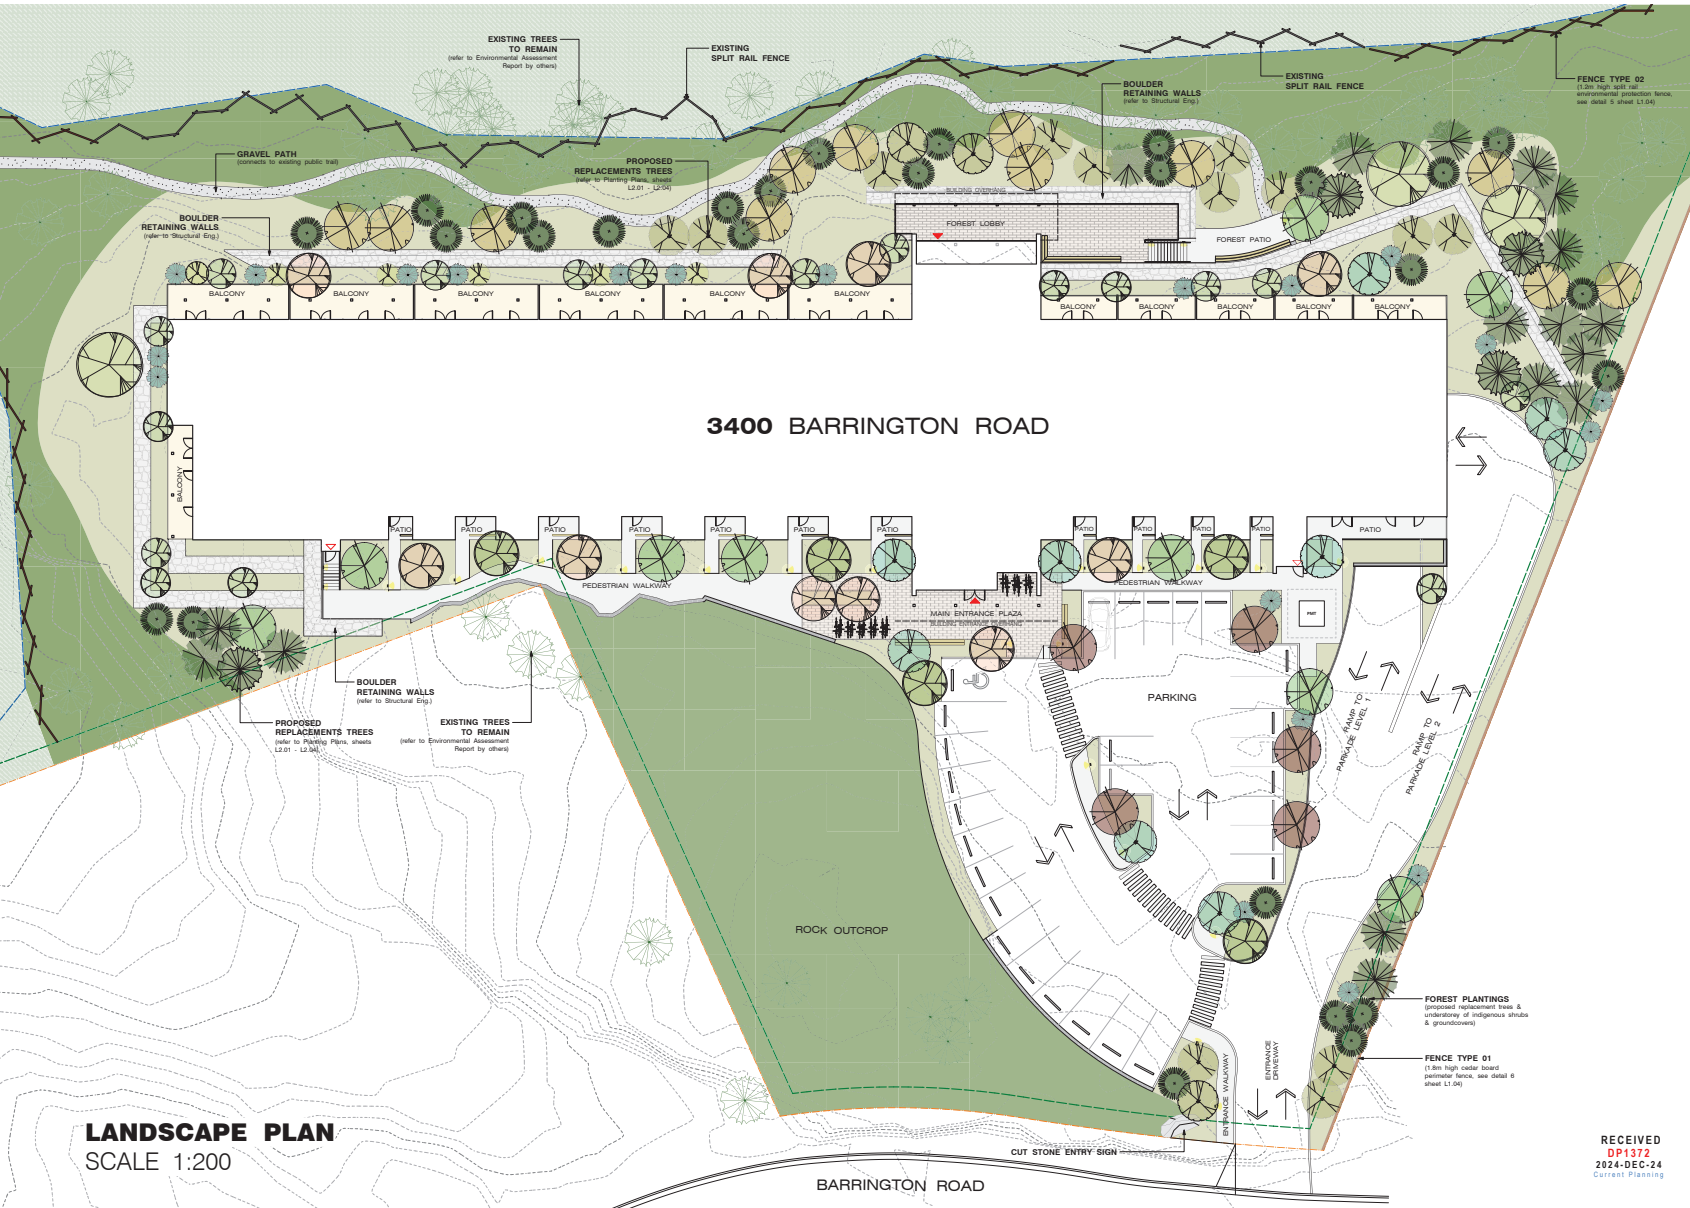 EXISTING TREES
TO REMAIN
(refer to Environmental Assessment
Report by others)
EXISTING
SPLIT RAIL FENCE
BOULDER
RETAINING WALLS
(refer to Structural Eng.)
EXISTING
SPLIT RAIL FENCE
FENCE TYPE 02
(1.2m high split rail
environmental protection fence,
see detail 5 sheet L1.04)
GRAVEL PATH
(connects to existing public trail)
PROPOSED
REPLACEMENTS TREES
(refer to Planting Plans, sheets
L2.01 - L2.04)
BOULDER
RETAINING WALLS
(refer to Structural Eng.)
BUILDING OVERHANG
FOREST LOBBY
FOREST PATIO
BALCONY
BALCONY
BALCONY
BALCONY
BALCONY
BALCONY
BALCONY
BALCONY
BALCONY
BALCONY
BALCONY
3400 BARRINGTON ROAD
BALCONY
PATIO
PATIO
PATIO
PATIO
PATIO
PATIO
PATIO
PATIO
PATIO
PATIO
PATIO
PATIO
PEDESTRIAN WALKWAY
PEDESTRIAN WALKWAY
MAIN ENTRANCE PLAZA
BUILDING ENTRANCE OVERHANG
PMT
PARKING
RAMP TO
PARKADE LEVEL 1
RAMP TO
PARKADE LEVEL 2
BOULDER
RETAINING WALLS
(refer to Structural Eng.)
PROPOSED
REPLACEMENTS TREES
(refer to Planting Plans, sheets
L2.01 - L2.04)
EXISTING TREES
TO REMAIN
(refer to Environmental Assessment
Report by others)
ROCK OUTCROP
FOREST PLANTINGS
(proposed replacement trees &
understorey of indigenous shrubs
& groundcovers)
FENCE TYPE 01
(1.8m high cedar board
perimeter fence, see detail 6
sheet L1.04)
ENTRANCE WALKWAY
ENTRANCE
DRIVEWAY
CUT STONE ENTRY SIGN
BARRINGTON ROAD
LANDSCAPE PLAN
SCALE 1:200
RECEIVED
DP1372
2024-DEC-24
Current Planning